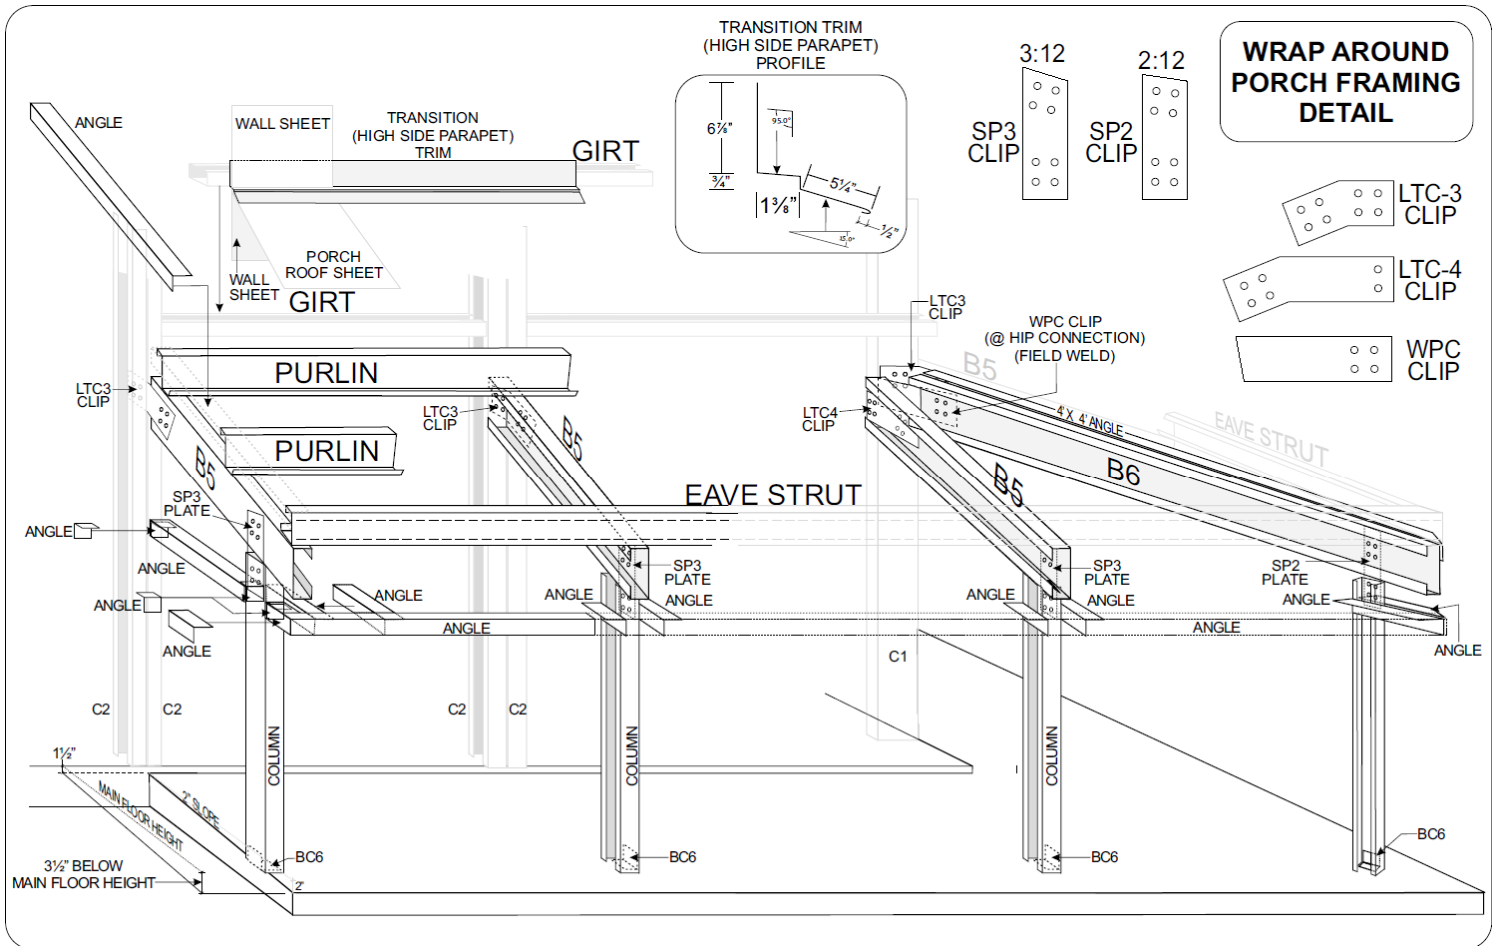 TRANSITION TRIM
(HIGH SIDE PARAPET)
PROFILE
6⅞"
¾"
95.0°
1⅜"
5¼"
½"
15.0°
3:12
2:12
SP3
CLIP
SP2
CLIP
WRAP AROUND
PORCH FRAMING
DETAIL
LTC-3
CLIP
LTC-4
CLIP
WPC
CLIP
ANGLE
WALL SHEET
TRANSITION
(HIGH SIDE PARAPET)
TRIM
GIRT
WALL
SHEET
PORCH
ROOF SHEET
GIRT
LTC3
CLIP
WPC CLIP
(@ HIP CONNECTION)
(FIELD WELD)
B5
EAVE STRUT
PURLIN
LTC3
CLIP
LTC3
CLIP
LTC4
CLIP
4' X 4' ANGLE
PURLIN
B5
B5
B5
B6
EAVE STRUT
SP3
PLATE
ANGLE
ANGLE
ANGLE
ANGLE
ANGLE
ANGLE
ANGLE
SP3
PLATE
ANGLE
ANGLE
SP3
PLATE
ANGLE
ANGLE
SP2
PLATE
ANGLE
ANGLE
C1
C2
C2
C2
C2
COLUMN
COLUMN
COLUMN
1½"
MAIN FLOOR HEIGHT
2" SLOPE
3½" BELOW
MAIN FLOOR HEIGHT
2"
BC6
BC6
BC6
BC6